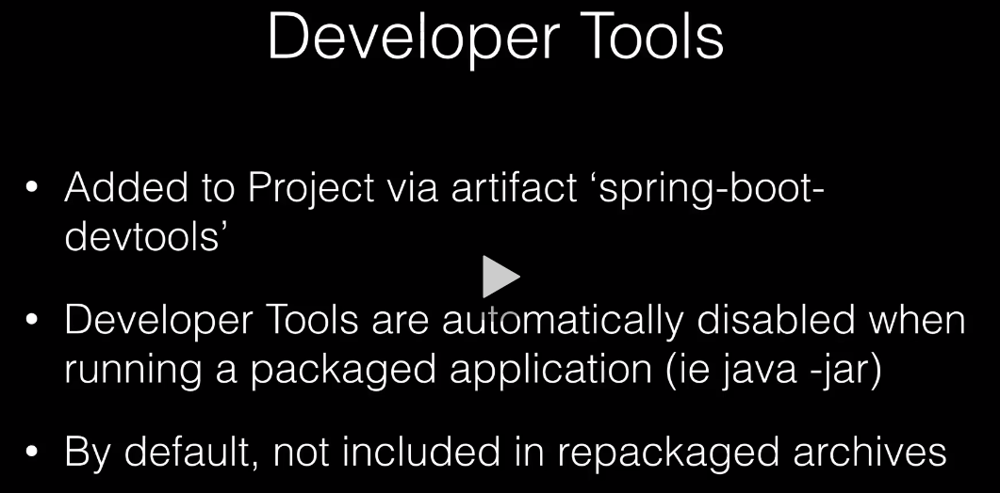 Developer Tools
• Added to Project via artifact ‘spring-boot-
devtools’
• Developer Tools are automatically disabled when
running a packaged application (ie java -jar)
• By default, not included in repackaged archives